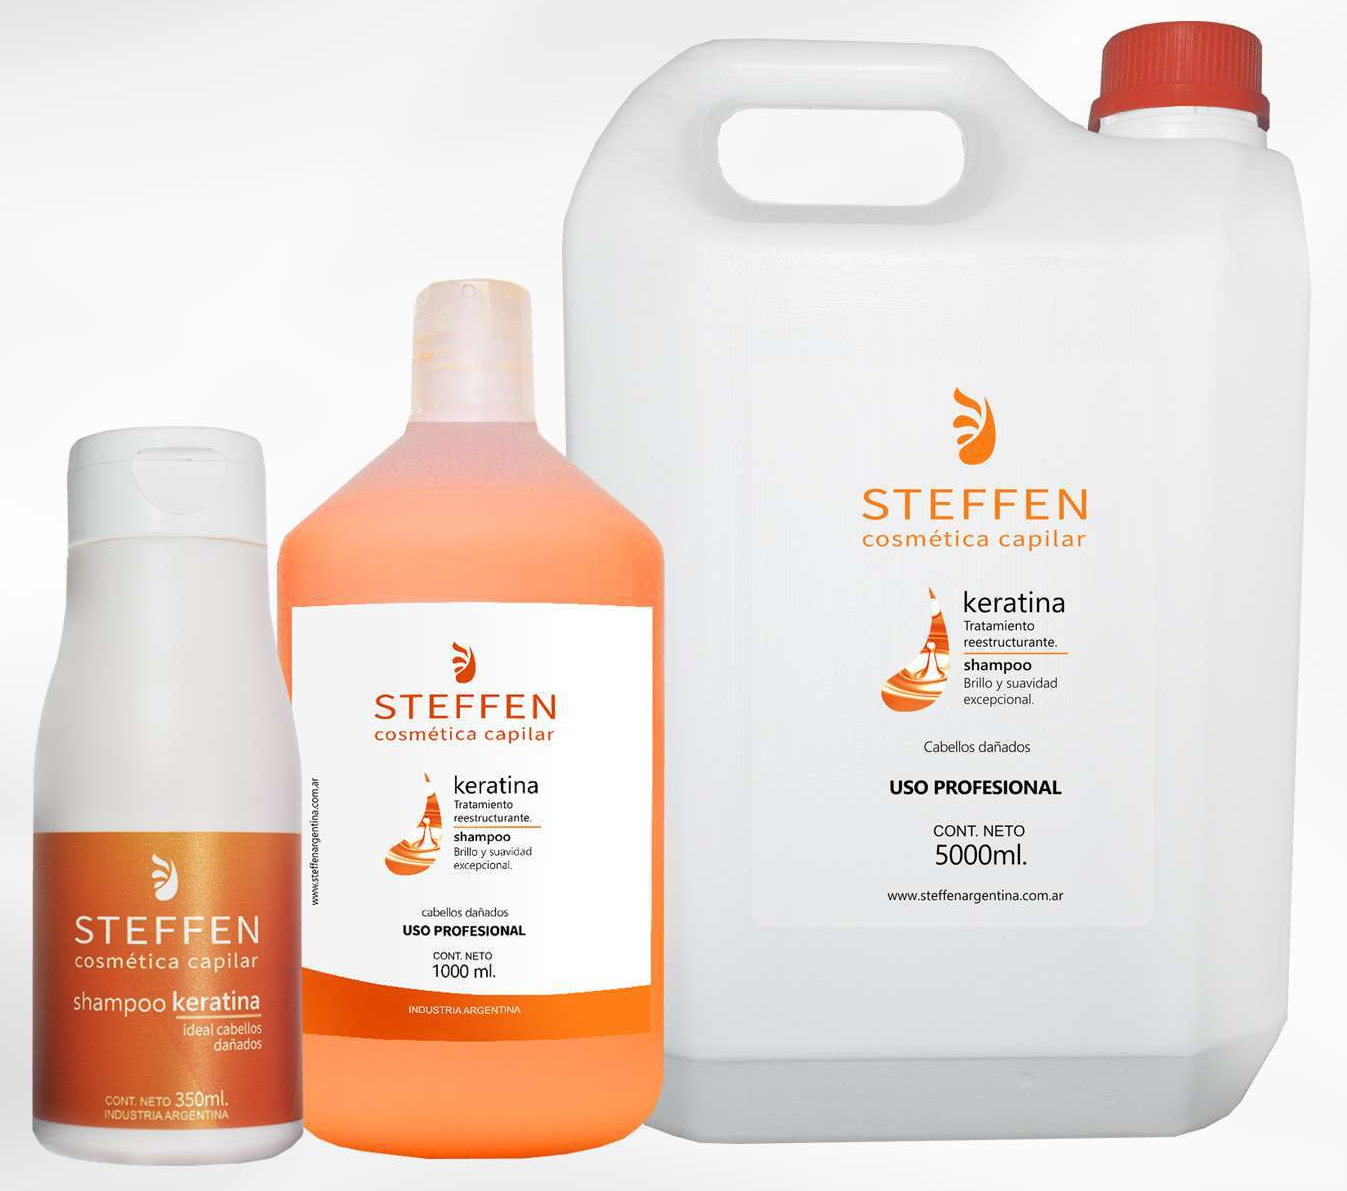 STEFFEN
cosmética capilar
shampoo keratina
ideal cabellos
dañados
CONT. NETO 350ml.
INDUSTRIA ARGENTINA
STEFFEN
cosmética capilar
keratina
Tratamiento
reestructurante.
shampoo
Brillo y suavidad
excepcional.
cabellos dañados
USO PROFESIONAL
CONT. NETO
1000 ml.
INDUSTRIA ARGENTINA
www.steffenargentina.com.ar
STEFFEN
cosmética capilar
keratina
Tratamiento
reestructurante.
shampoo
Brillo y suavidad
excepcional.
Cabellos dañados
USO PROFESIONAL
CONT. NETO
5000ml.
www.steffenargentina.com.ar